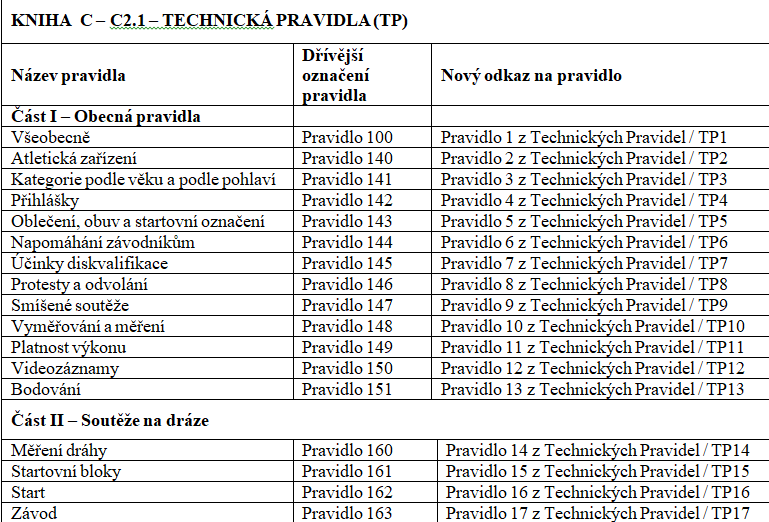 KNIHA C – C2.1 – TECHNICKÁ PRAVIDLA (TP)
Název pravidla Dřívější označení pravidla Nový odkaz na pravidlo
Část I – Obecná pravidla
Všeobecně Pravidlo 100 Pravidlo 1 z Technických Pravidel / TP1
Atletická zařízení Pravidlo 140 Pravidlo 2 z Technických Pravidel / TP2
Kategorie podle věku a podle pohlaví Pravidlo 141 Pravidlo 3 z Technických Pravidel / TP3
Přihlášky Pravidlo 142 Pravidlo 4 z Technických Pravidel / TP4
Oblečení, obuv a startovní označení Pravidlo 143 Pravidlo 5 z Technických Pravidel / TP5
Napomáhání závodníkům Pravidlo 144 Pravidlo 6 z Technických Pravidel / TP6
Účinky diskvalifikace Pravidlo 145 Pravidlo 7 z Technických Pravidel / TP7
Protesty a odvolání Pravidlo 146 Pravidlo 8 z Technických Pravidel / TP8
Smíšené soutěže Pravidlo 147 Pravidlo 9 z Technických Pravidel / TP9
Vyměřování a měření Pravidlo 148 Pravidlo 10 z Technických Pravidel / TP10
Platnost výkonu Pravidlo 149 Pravidlo 11 z Technických Pravidel / TP11
Videozáznamy Pravidlo 150 Pravidlo 12 z Technických Pravidel / TP12
Bodování Pravidlo 151 Pravidlo 13 z Technických Pravidel / TP13
Část II – Soutěže na dráze
Měření dráhy Pravidlo 160 Pravidlo 14 z Technických Pravidel / TP14
Startovní bloky Pravidlo 161 Pravidlo 15 z Technických Pravidel / TP15
Start Pravidlo 162 Pravidlo 16 z Technických Pravidel / TP16
Závod Pravidlo 163 Pravidlo 17 z Technických Pravidel / TP17